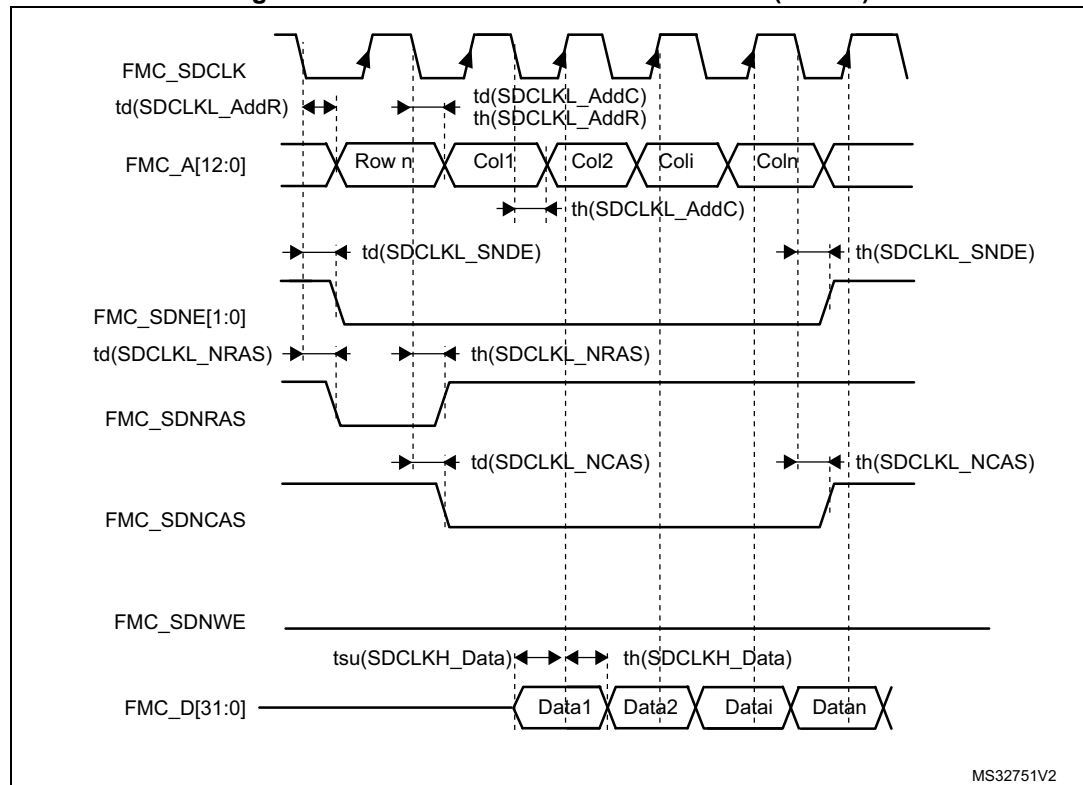 FMC_SDCLK
td(SDCLKL_AddR)
td(SDCLKL_AddC)
th(SDCLKL_AddR)
FMC_A[12:0]
Row n
Col1
Col2
Coli
Coln
th(SDCLKL_AddC)
td(SDCLKL_SNDE)
th(SDCLKL_SNDE)
FMC_SDNE[1:0]
td(SDCLKL_NRAS)
th(SDCLKL_NRAS)
FMC_SDNRAS
td(SDCLKL_NCAS)
th(SDCLKL_NCAS)
FMC_SDNCAS
FMC_SDNWE
tsu(SDCLKH_Data)
th(SDCLKH_Data)
FMC_D[31:0]
Data1
Data2
Datai
Datan
MS32751V2